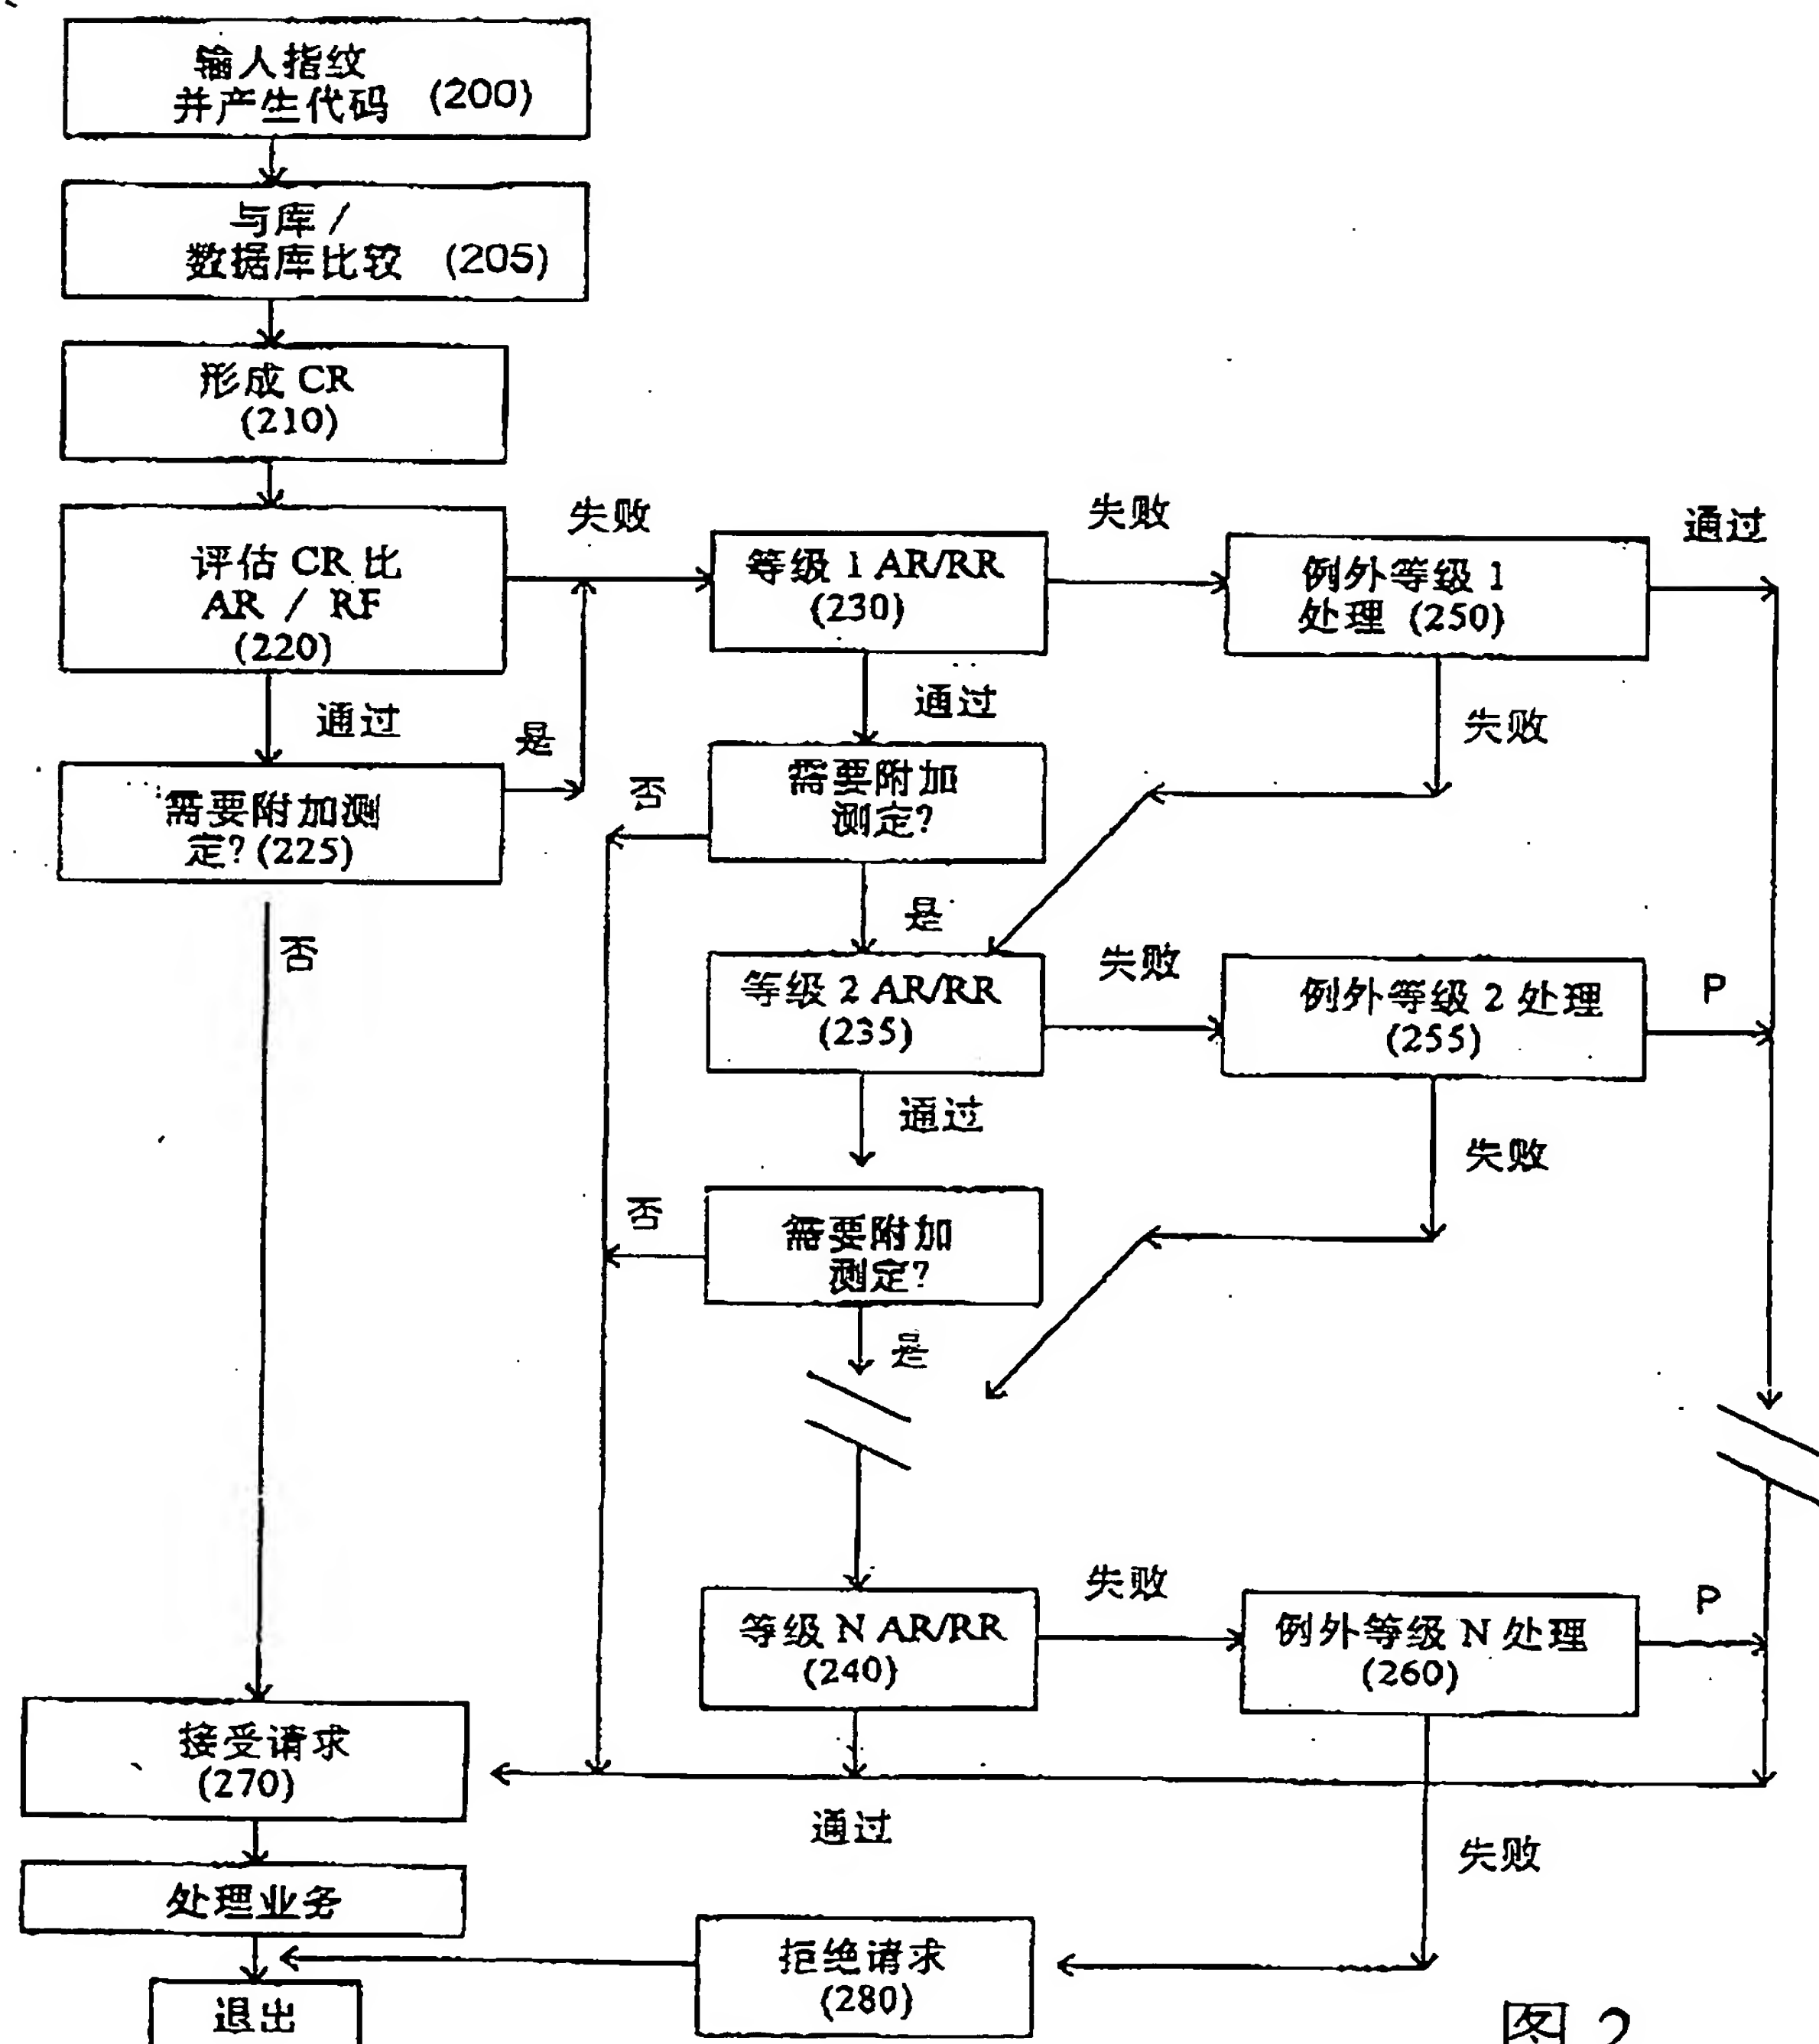 输人指纹
并产生代码 (200)
与库 /
数据库比较 (205)
形成 CR
(210)
评估 CR 比
AR / RF
(220)
失败
等级 1 AR/RR
(230)
失败
例外等级 1
处理 (250)
通过
通过
是
需要附加测
定? (225)
否
通过
需要附加
测定?
否
失败
是
等级 2 AR/RR
(235)
失败
例外等级 2 处理
(255)
P
通过
失败
需要附加
测定?
否
是
等级 N AR/RR
(240)
失败
例外等级 N 处理
(260)
P
接受请求
(270)
通过
失败
处理业务
拒绝请求
(280)
退出
图 2